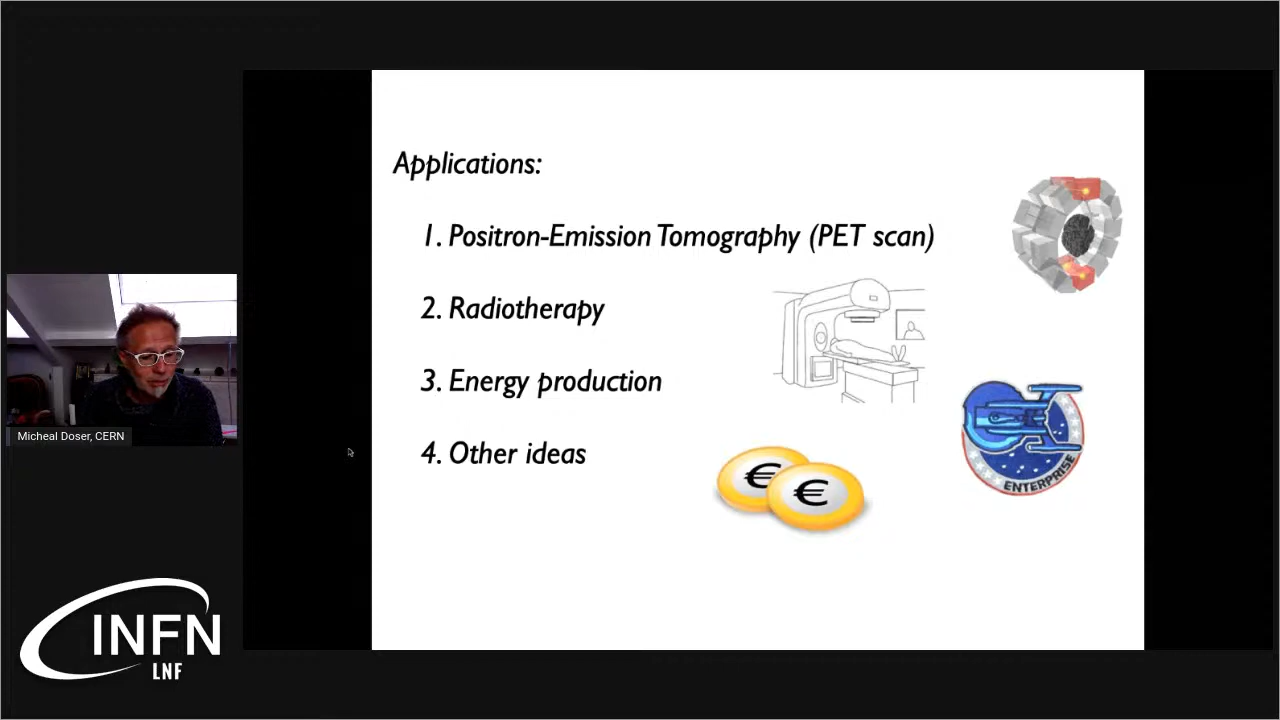 Applications:
1. Positron-Emission Tomography (PET scan)
2. Radiotherapy
3. Energy production
4. Other ideas
€ €
ENTERPRISE
Micheal Doser, CERN
INFN
LNF